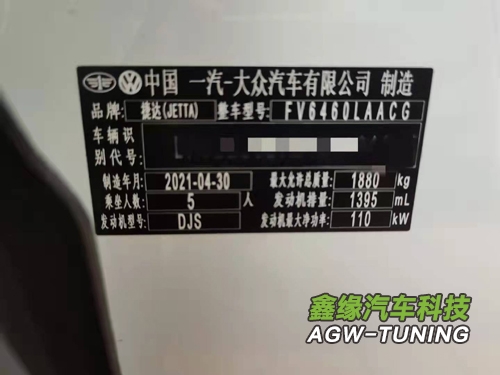 中国 一汽-大众汽车有限公司 制造
品牌: 捷达(JETTA) 整车型号: FV6460LAACG
车辆识别代号: L
制造年月: 2021-04-30 最大允许总质量: 1880 kg
乘坐人数: 5 人 发动机排量: 1395 mL
发动机型号: DJS 发动机最大净功率: 110 kW
鑫缘汽车科技
AGW-TUNING